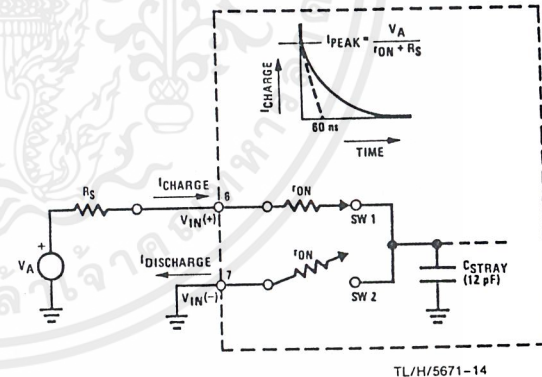 IPEAK = VA
rON + RS
ICHARGE
60 ns
TIME
RS
ICHARGE
6
rON
VIN(+)
SW 1
+
VA
IDISCHARGE
7
rON
VIN(−)
SW 2
CSTRAY
(12 pF)
TL/H/5671-14